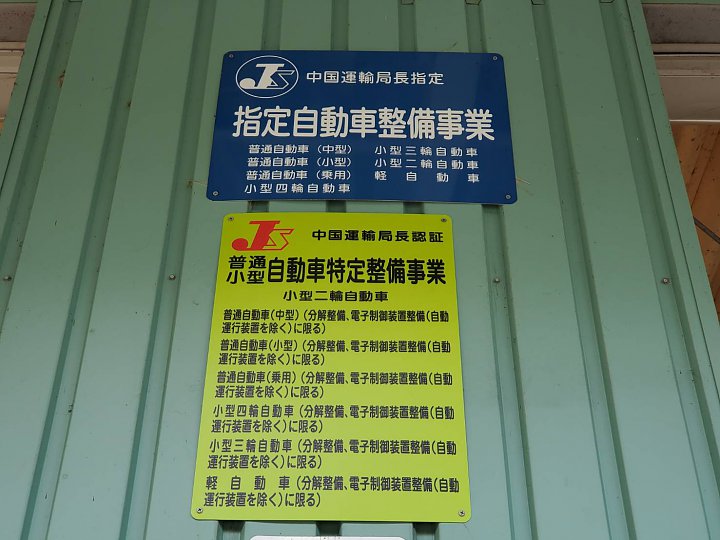 JS 中国運輸局長指定
指定自動車整備事業
普通自動車（中型） 小型三輪自動車
普通自動車（小型） 小型二輪自動車
普通自動車（乗用） 軽自動車
小型四輪自動車
JS 中国運輸局長認証
普通
小型 自動車特定整備事業
小型二輪自動車
普通自動車（中型）（分解整備、電子制御装置整備（自動
運行装置を除く）に限る）
普通自動車（小型）（分解整備、電子制御装置整備（自動
運行装置を除く）に限る）
普通自動車（乗用）（分解整備、電子制御装置整備（自動
運行装置を除く）に限る）
小型四輪自動車（分解整備、電子制御装置整備（自動
運行装置を除く）に限る）
小型三輪自動車（分解整備、電子制御装置整備（自動
運行装置を除く）に限る）
軽自動車（分解整備、電子制御装置整備（自動
運行装置を除く）に限る）